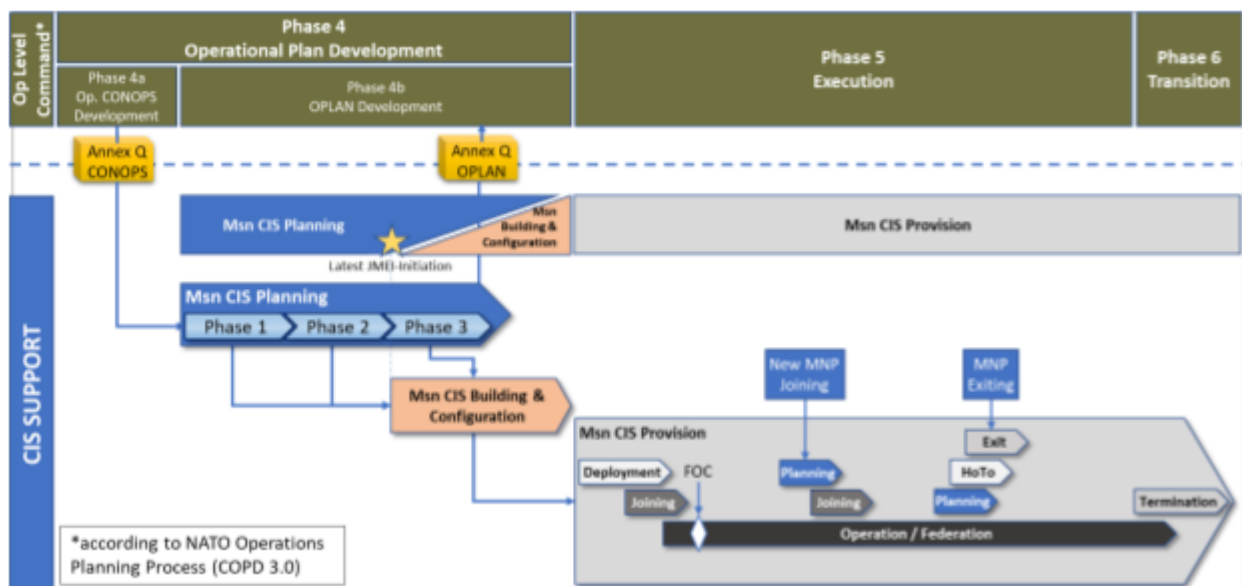 Op Level
Command*
Phase 4
Operational Plan Development
Phase 4a
Op. CONOPS
Development
Phase 4b
OPLAN Development
Phase 5
Execution
Phase 6
Transition
Annex Q
CONOPS
Annex Q
OPLAN
CIS SUPPORT
Msn CIS Planning
Msn
Building &
Configuration
Msn CIS Provision
Latest JMEI-Initiation
Msn CIS Planning
Phase 1
Phase 2
Phase 3
Msn CIS Building &
Configuration
New MNP
Joining
MNP
Exiting
Msn CIS Provision
Exit
Deployment
FOC
Planning
HoTo
Joining
Joining
Planning
Termination
Operation / Federation
*according to NATO Operations
Planning Process (COPD 3.0)